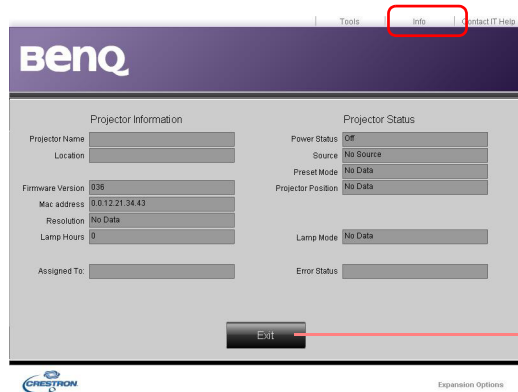 Tools Info Contact IT Help
BenQ
Projector Information
Projector Name
Location
Firmware Version 036
Mac address 0.0.12.21.34.43
Resolution No Data
Lamp Hours 0
Assigned To:
Projector Status
Power Status Off
Source No Source
Preset Mode No Data
Projector Position No Data
Lamp Mode No Data
Error Status
Exit
CRESTRON
Expansion Options